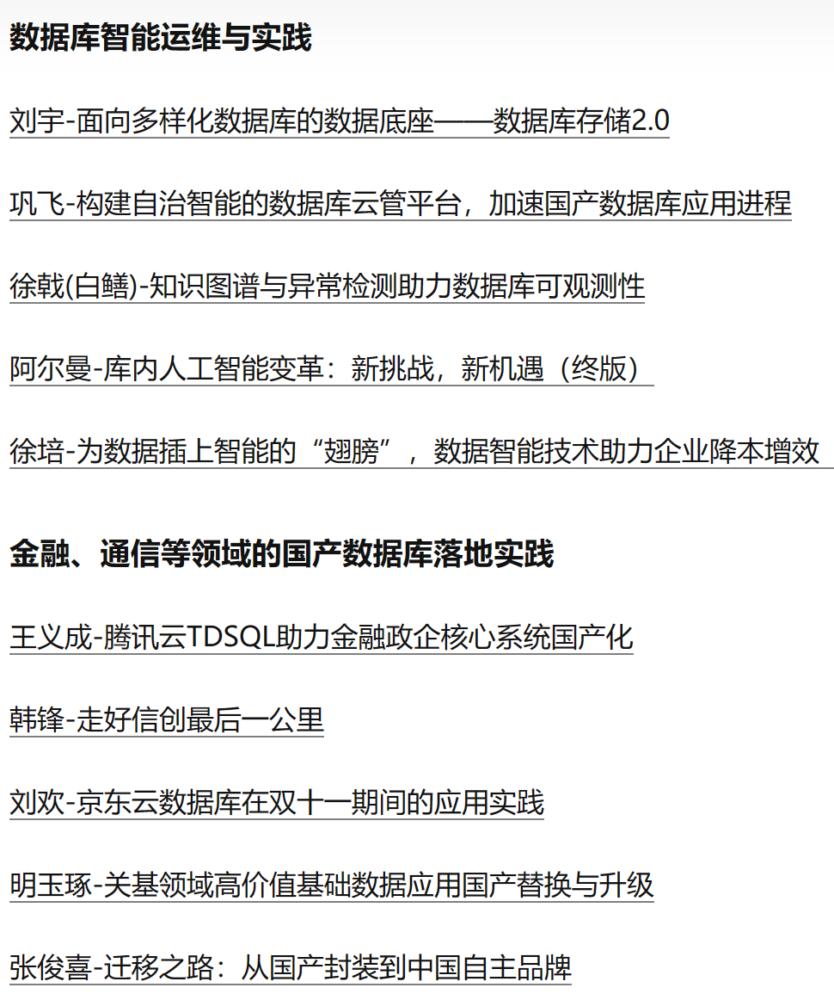 数据库智能运维与实践
刘宇-面向多样化数据库的数据底座——数据库存储2.0
巩飞-构建自治智能的数据库云管平台，加速国产数据库应用进程
徐戟(白鳝)-知识图谱与异常检测助力数据库可观测性
阿尔曼-库内人工智能变革：新挑战，新机遇（终版）
徐培-为数据插上智能的“翅膀”，数据智能技术助力企业降本增效
金融、通信等领域的国产数据库落地实践
王义成-腾讯云TDSQL助力金融政企核心系统国产化
韩锋-走好信创最后一公里
刘欢-京东云数据库在双十一期间的应用实践
明玉琢-关基领域高价值基础数据应用国产替换与升级
张俊喜-迁移之路：从国产封装到中国自主品牌